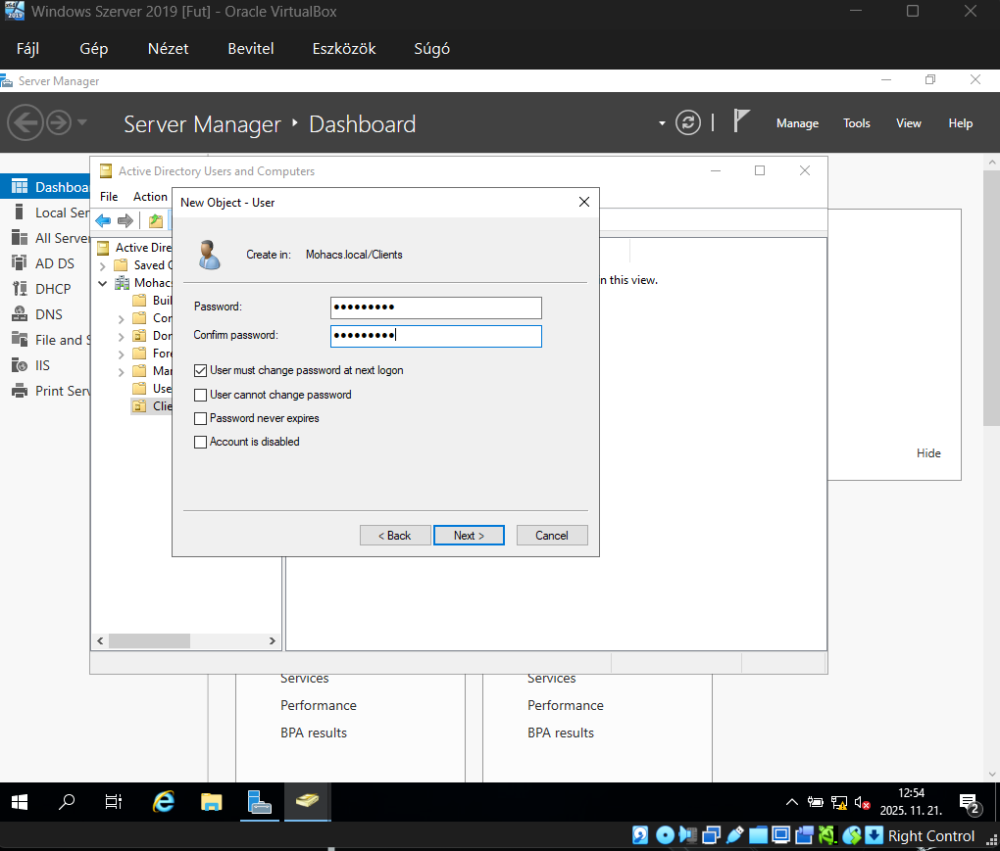 Windows Szerver 2019 [Fut] - Oracle VirtualBox
Fájl Gép Nézet Bevitel Eszközök Súgó
Server Manager
Server Manager ‣ Dashboard
Manage Tools View Help
Active Directory Users and Computers
File Action
New Object - User
Create in: Mohacs.local/Clients
Password: •••••••••
Confirm password: •••••••••
User must change password at next logon
User cannot change password
Password never expires
Account is disabled
< Back Next > Cancel
Dashboa
Local Ser
All Server
AD DS
DHCP
DNS
File and S
IIS
Print Serv
Active Dire
Saved Q
Mohacs
Buil
Con
Don
Fore
Man
Use
Clie
n this view.
Hide
Services
Performance
BPA results
Services
Performance
BPA results
12:54
2025. 11. 21.
2
Right Control